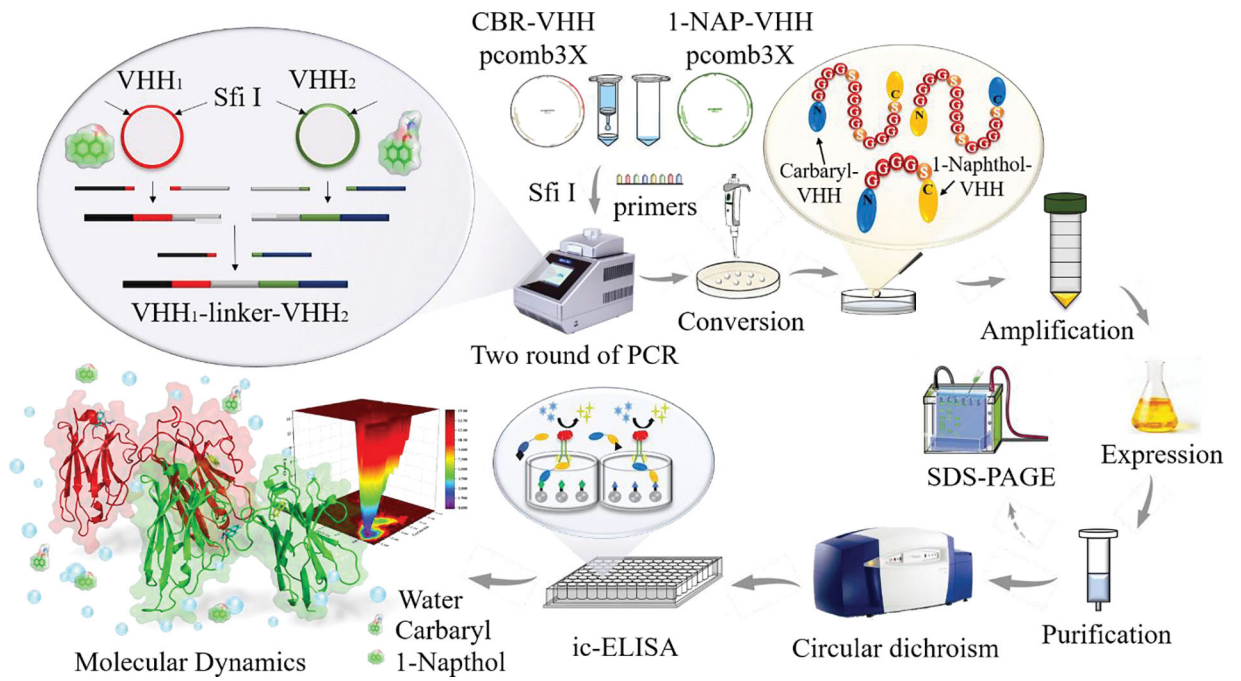 CBR-VHH
pcomb3X
1-NAP-VHH
pcomb3X
VHH1
VHH2
Sfi I
VHH1-linker-VHH2
Sfi I
primers
Two round of PCR
Conversion
N G G G G S G G G G S G G G G S C
N G G G G S G G G G S G G G G S C
N G G G G S C
Carbaryl-
VHH
1-Naphthol-
VHH
Amplification
Expression
SDS-PAGE
Purification
Circular dichroism
ic-ELISA
Water
Carbaryl
1-Napthol
Molecular Dynamics